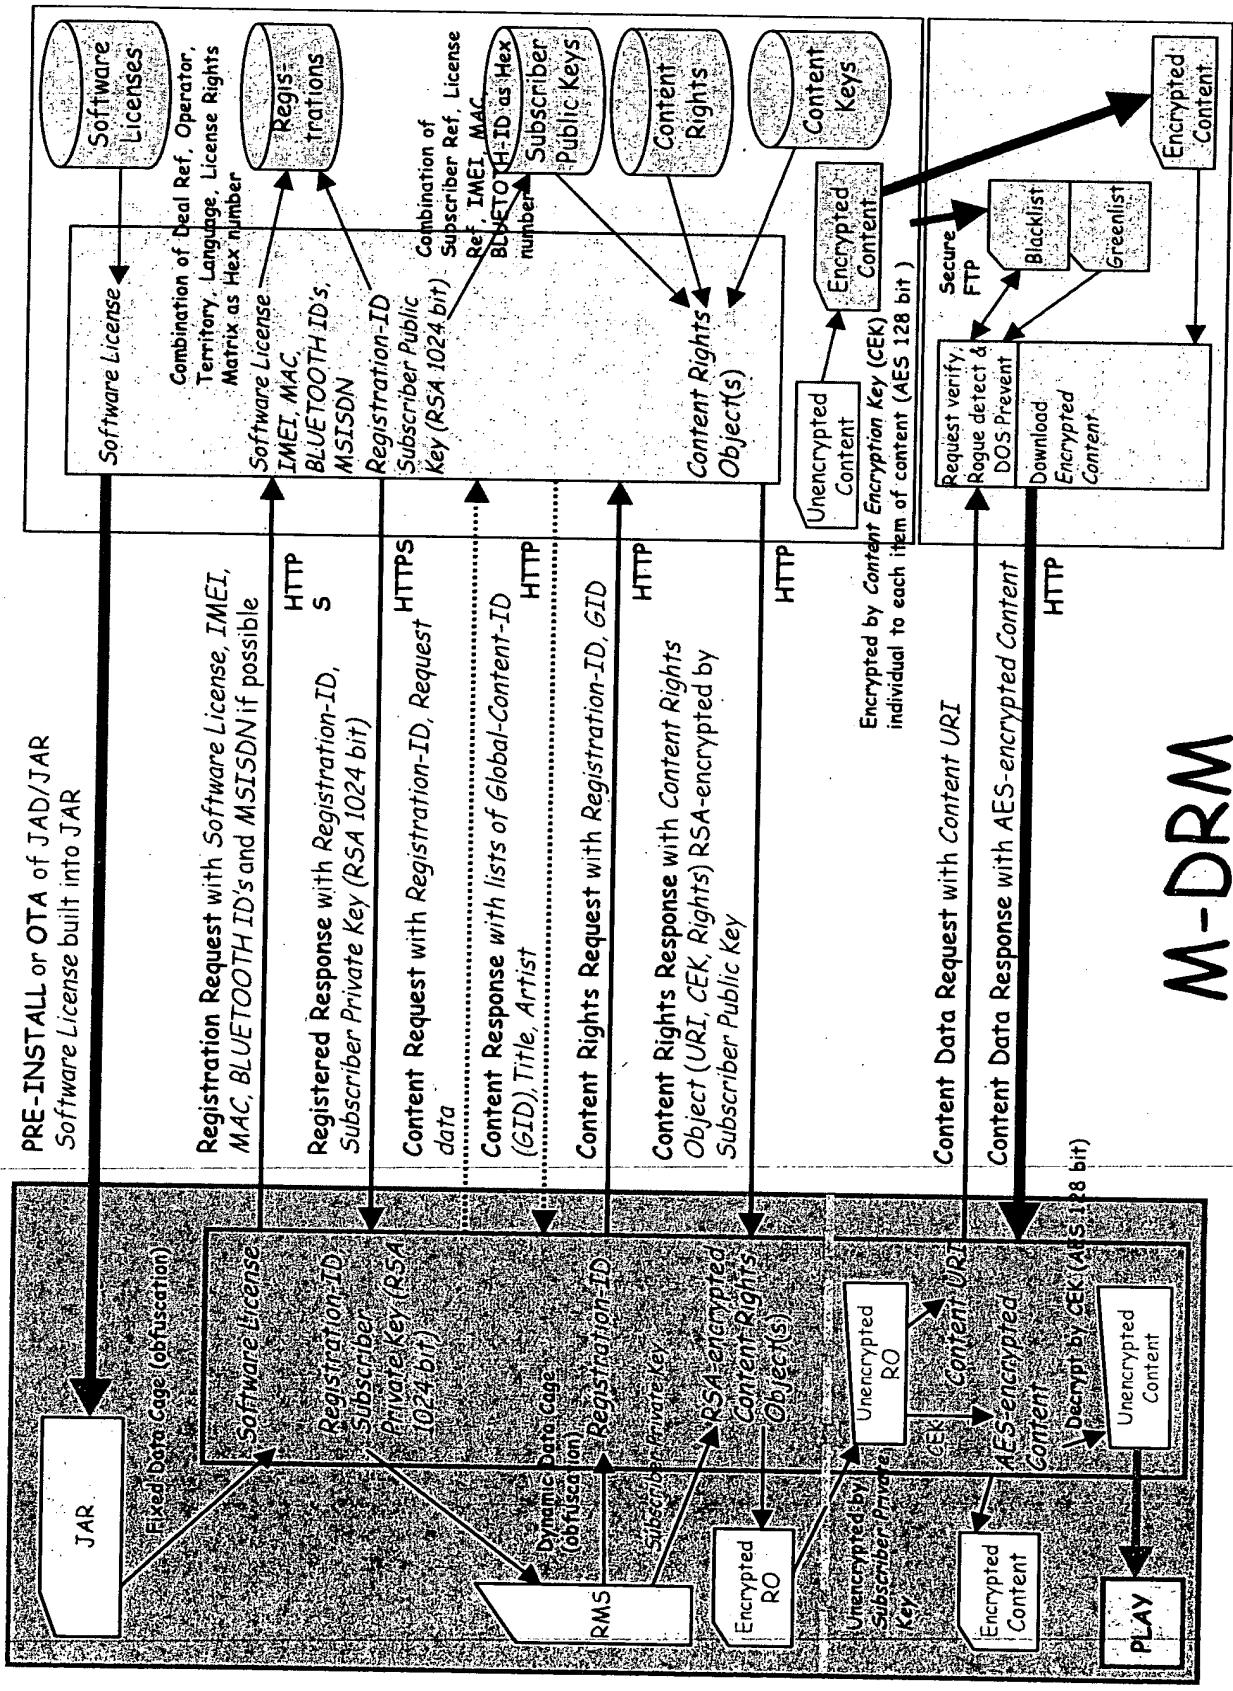 PRE-INSTALL or OTA of JAD/JAR
Software License built into JAR
JAR
Fixed Data Cage (obfuscation)
Software License
Registration-ID
Subscriber
Private Key (RSA
1024 bit)
Dynamic Data Cage
(obfuscation)
RMS
Registration-ID
Subscriber Private Key
RSA-encrypted
Content Rights
Object(s)
Encrypted
RO
Unencrypted by
Subscriber Private
Key
Unencrypted
RO
CEK
Content URI
AES-encrypted
Content
Encrypted
Content
Decrypt by CEK (AES 128 bit)
Unencrypted
Content
PLAY
Registration Request with Software License, IMEI,
MAC, BLUETOOTH ID's and MSISDN if possible
HTTP
S
Registered Response with Registration-ID,
Subscriber Private Key (RSA 1024 bit)
HTTPS
Content Request with Registration-ID, Request
data
Content Response with lists of Global-Content-ID
(GID), Title, Artist
HTTP
Content Rights Request with Registration-ID, GID
HTTP
Content Rights Response with Content Rights
Object (URI, CEK, Rights) RSA-encrypted by
Subscriber Public Key
HTTP
Content Data Request with Content URI
Content Data Response with AES-encrypted Content
HTTP
Software License
Combination of Deal Ref, Operator,
Territory, Language, License Rights
Matrix as Hex number
Software License
IMEI, MAC,
BLUETOOTH ID's,
MSISDN
Registration-ID
Subscriber Public
Key (RSA 1024 bit)
Combination of
Subscriber Ref, License
Ref, IMEI, MAC,
BLUETOTH-ID as Hex
number
Content Rights
Object(s)
Software
Licenses
Regis-
trations
Subscriber
Public Keys
Content
Rights
Content
Keys
Unencrypted
Content
Encrypted
Content
Encrypted by Content Encryption Key (CEK)
individual to each item of content (AES 128 bit )
Secure
FTP
Request verify,
Rogue detect &
DOS Prevent
Download
Encrypted
Content
Blacklist
Greenlist
Encrypted
Content
M-DRM